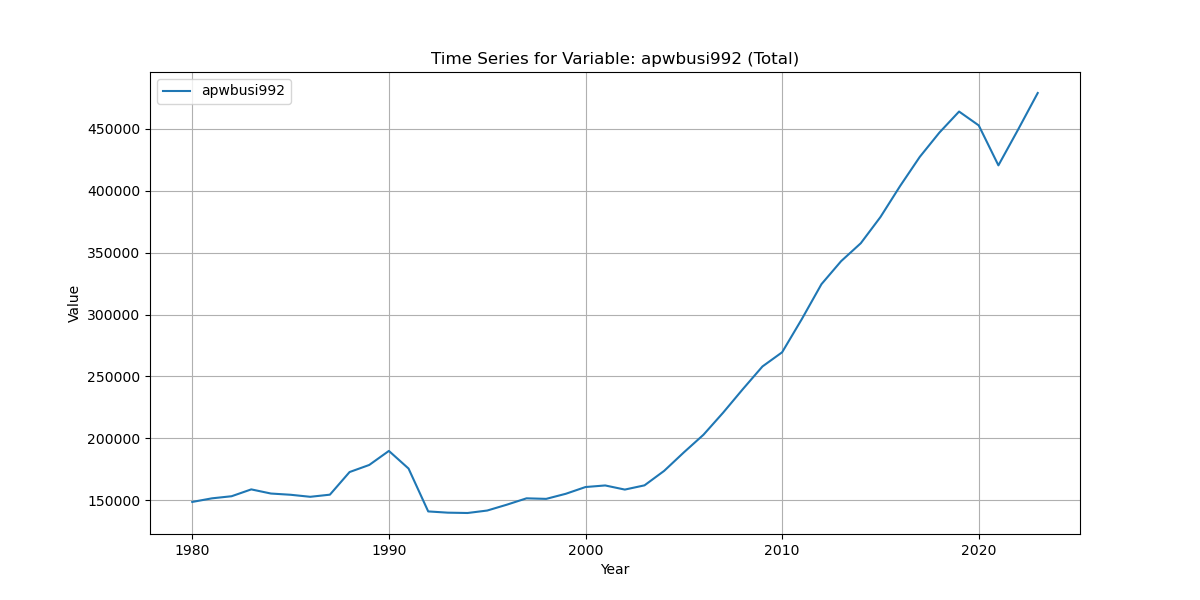 Time Series for Variable: apwbusi992 (Total)
apwbusi992
450000
400000
350000
300000
250000
200000
150000
Value
1980 1990 2000 2010 2020
Year